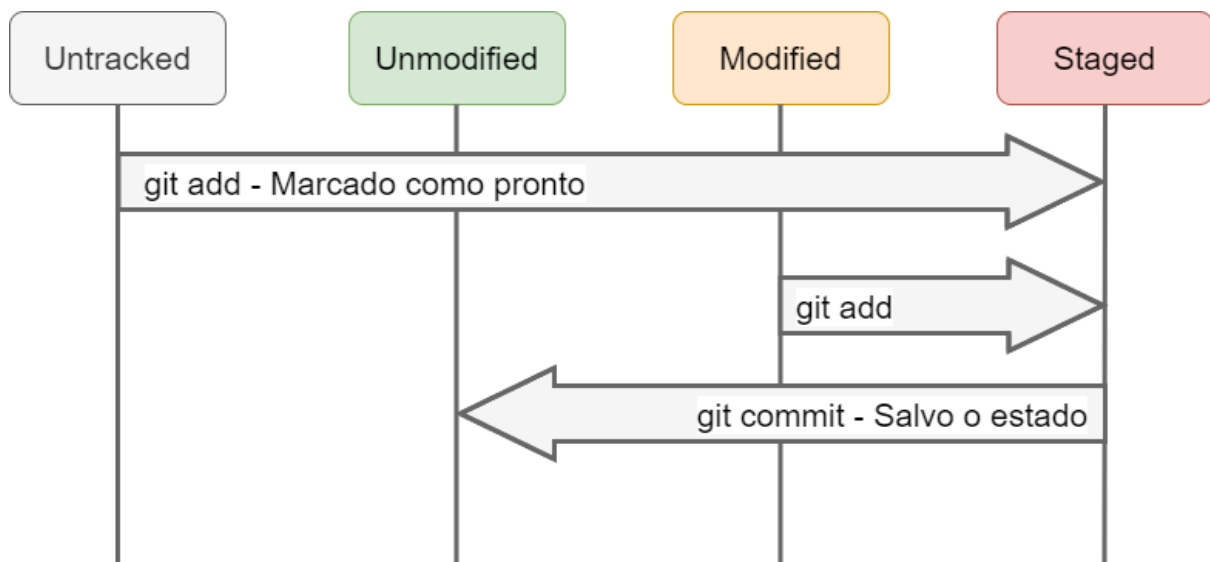 Untracked
Unmodified
Modified
Staged
git add - Marcado como pronto
git add
git commit - Salvo o estado